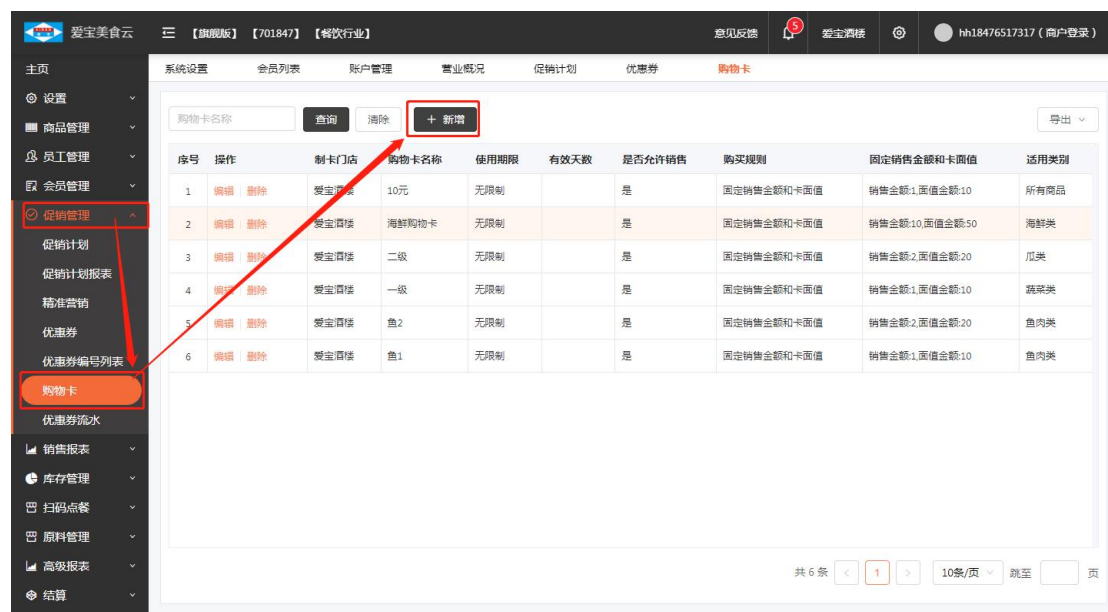 爱宝美食云 【旗舰版】 【701847】 【餐饮行业】 意见反馈 5 爱宝酒楼 hh18476517317 ( 商户登录 )
主页
设置
商品管理
员工管理
会员管理
促销管理
促销计划
促销计划报表
精准营销
优惠券
优惠券编号列表
购物卡
优惠券流水
销售报表
库存管理
扫码点餐
原料管理
高级报表
结算
系统设置 会员列表 账户管理 营业概况 促销计划 优惠券 购物卡
购物卡名称 查询 清除 + 新增 导出
序号 操作 制卡门店 购物卡名称 使用期限 有效天数 是否允许销售 购买规则 固定销售金额和卡面值 适用类别
1 编辑 删除 爱宝酒楼 10元 无限制 是 固定销售金额和卡面值 销售金额:1,面值金额:10 所有商品
2 编辑 删除 爱宝酒楼 海鲜购物卡 无限制 是 固定销售金额和卡面值 销售金额:10,面值金额:50 海鲜类
3 编辑 删除 爱宝酒楼 二级 无限制 是 固定销售金额和卡面值 销售金额:2,面值金额:20 瓜类
4 编辑 删除 爱宝酒楼 一级 无限制 是 固定销售金额和卡面值 销售金额:1,面值金额:10 蔬菜类
5 编辑 删除 爱宝酒楼 鱼2 无限制 是 固定销售金额和卡面值 销售金额:2,面值金额:20 鱼肉类
6 编辑 删除 爱宝酒楼 鱼1 无限制 是 固定销售金额和卡面值 销售金额:1,面值金额:10 鱼肉类
共 6 条 < 1 > 10条/页 跳至 页